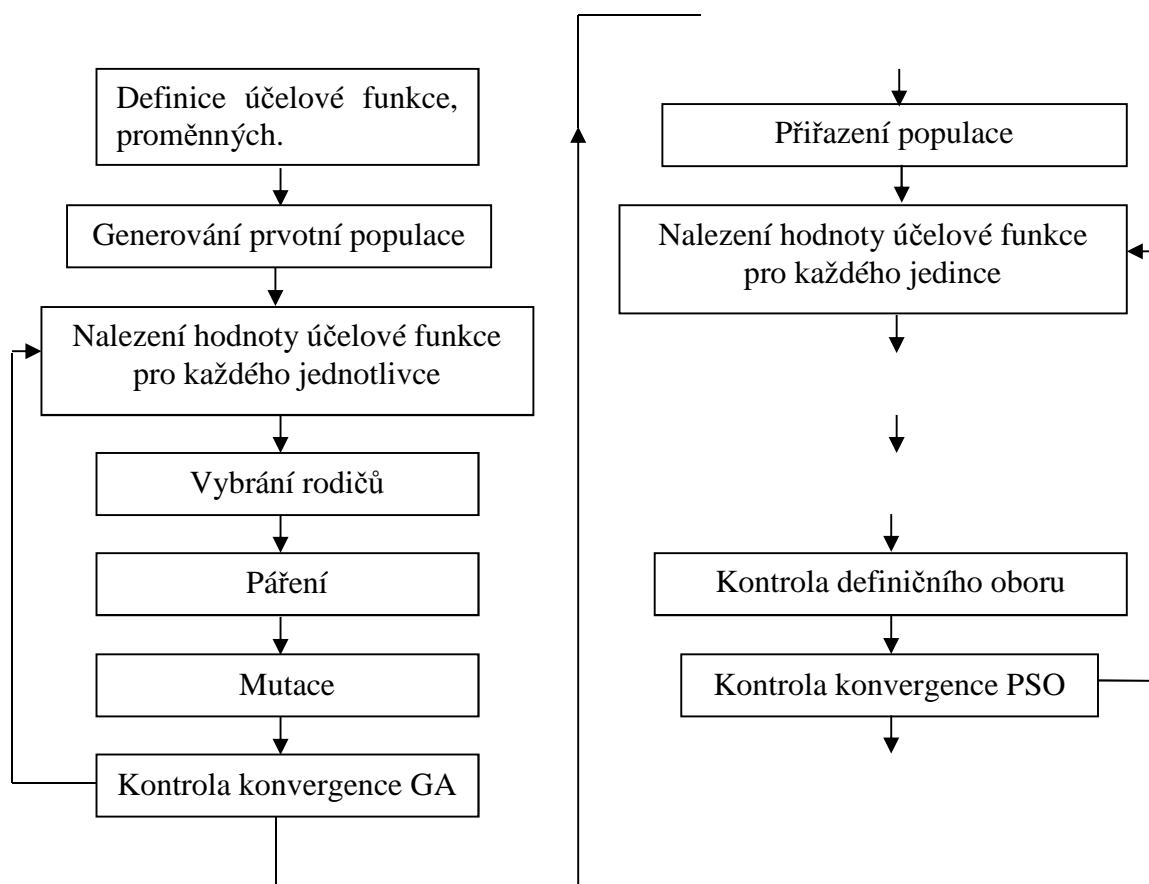 Definice účelové funkce,
proměnných.
Generování prvotní populace
Nalezení hodnoty účelové funkce
pro každého jednotlivce
Vybrání rodičů
Páření
Mutace
Kontrola konvergence GA
Přiřazení populace
Nalezení hodnoty účelové funkce
pro každého jedince
Kontrola definičního oboru
Kontrola konvergence PSO